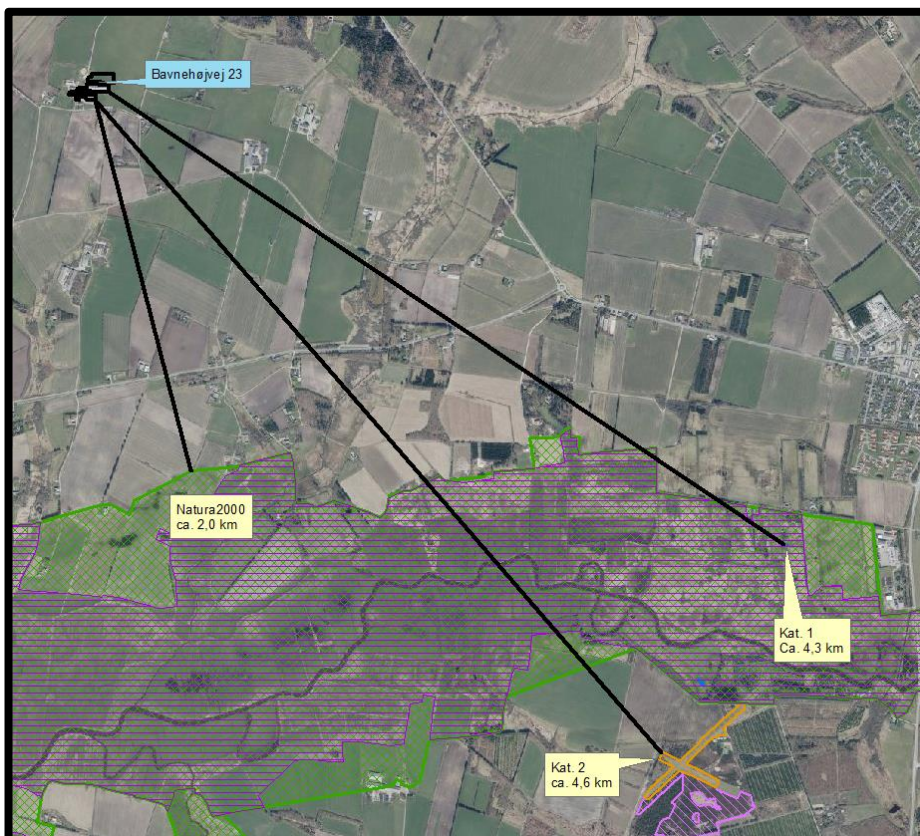 Bavnehøjvej 23
Natura2000
ca. 2,0 km
Kat. 1
Ca. 4,3 km
Kat. 2
ca. 4,6 km